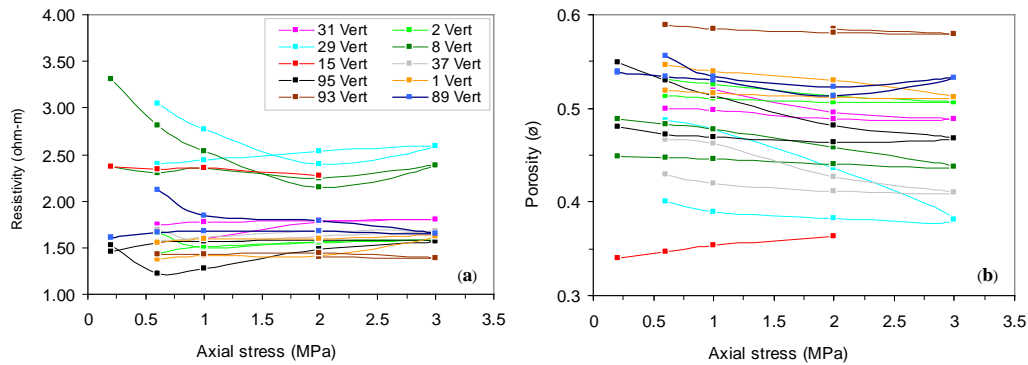 4.00
3.50
3.00
2.50
2.00
1.50
1.00
Resistivity (ohm-m)
0 0.5 1 1.5 2 2.5 3 3.5
Axial stress (MPa)
31 Vert 2 Vert
29 Vert 8 Vert
15 Vert 37 Vert
95 Vert 1 Vert
93 Vert 89 Vert
(a)
0.6
0.5
0.4
0.3
Porosity (ø)
0 0.5 1 1.5 2 2.5 3 3.5
Axial stress (MPa)
(b)